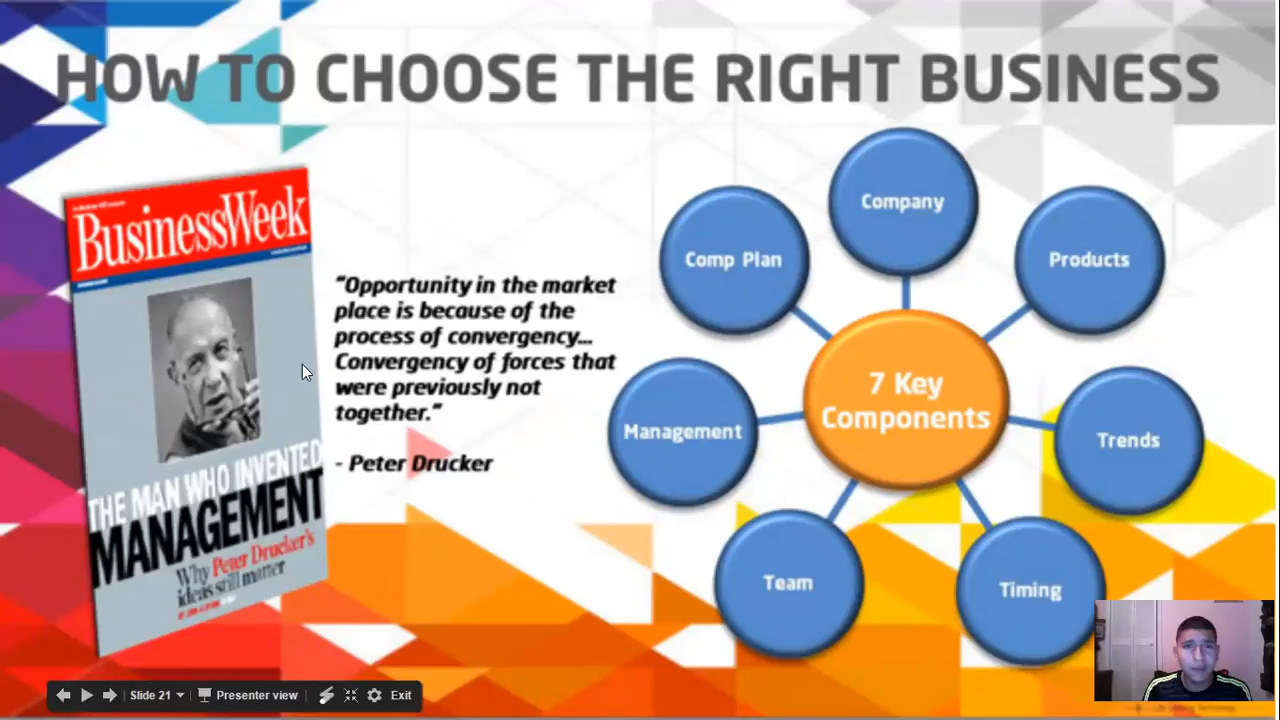 HOW TO CHOOSE THE RIGHT BUSINESS
BusinessWeek
THE MAN WHO INVENTED
MANAGEMENT
Why Peter Drucker's
ideas still matter
“Opportunity in the market
place is because of the
process of convergency...
Convergency of forces that
were previously not
together.”
- Peter Drucker
Company
Comp Plan
Products
7 Key
Components
Management
Trends
Team
Timing
Slide 21
Presenter view
Exit